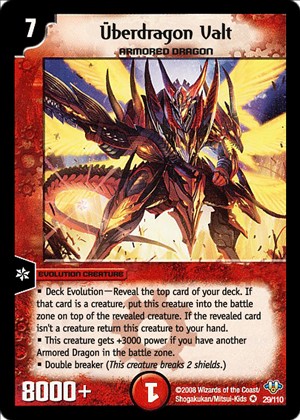 7
Überdragon Valt
ARMORED DRAGON
EVOLUTION CREATURE
▪ Deck Evolution—Reveal the top card of your deck. If
that card is a creature, put this creature into the battle
zone on top of the revealed creature. If the revealed card
isn't a creature return this creature to your hand.
▪ This creature gets +3000 power if you have another
Armored Dragon in the battle zone.
▪ Double breaker (This creature breaks 2 shields.)
8000+
1
©2008 Wizards of the Coast/
Shogakukan/Mitsui-Kids
29/110